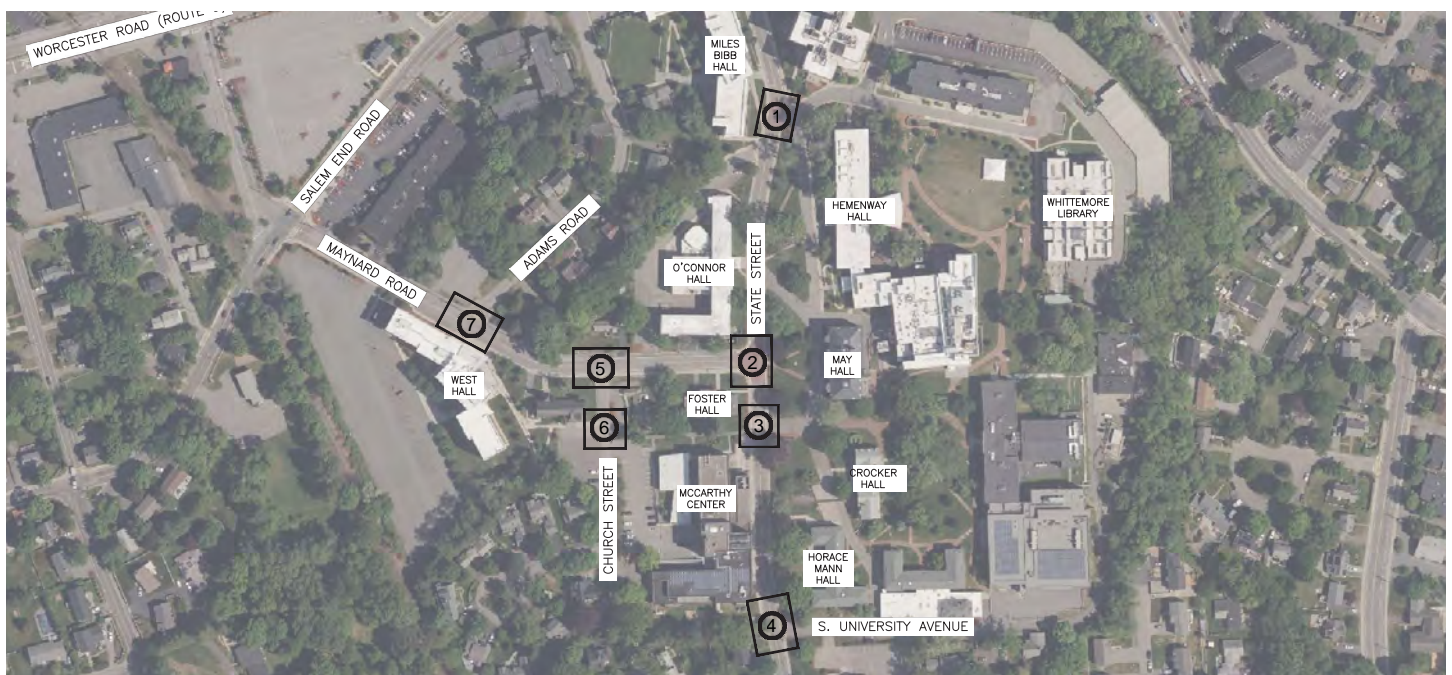 WORCESTER ROAD (ROUTE
MILES
BIBB
HALL
1
SALEM END ROAD
HEMENWAY
HALL
WHITTEMORE
LIBRARY
ADAMS ROAD
MAYNARD ROAD
O'CONNOR
HALL
STATE STREET
7
5
2
MAY
HALL
WEST
HALL
FOSTER
HALL
6
3
CROCKER
HALL
MCCARTHY
CENTER
CHURCH STREET
HORACE
MANN
HALL
4
S. UNIVERSITY AVENUE